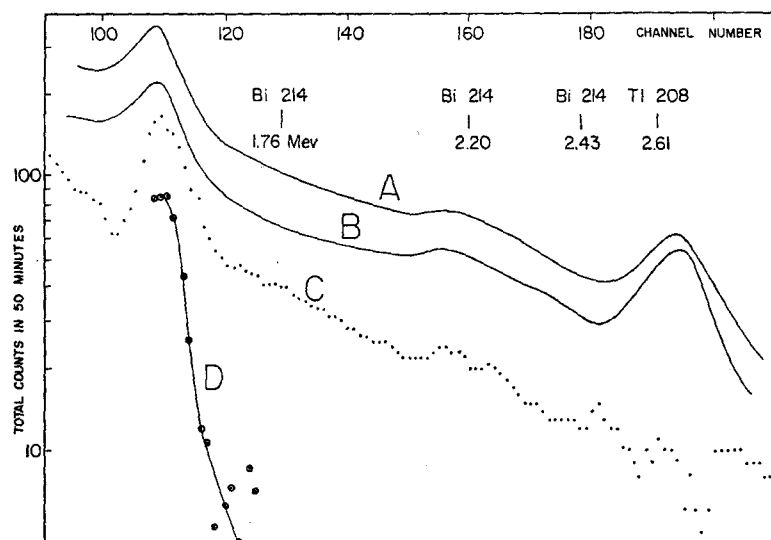 100 120 140 160 180 CHANNEL NUMBER
Bi 214 Bi 214 Bi 214 Tl 208
1.76 Mev 2.20 2.43 2.61
100
A
B
C
D
10
TOTAL COUNTS IN 50 MINUTES